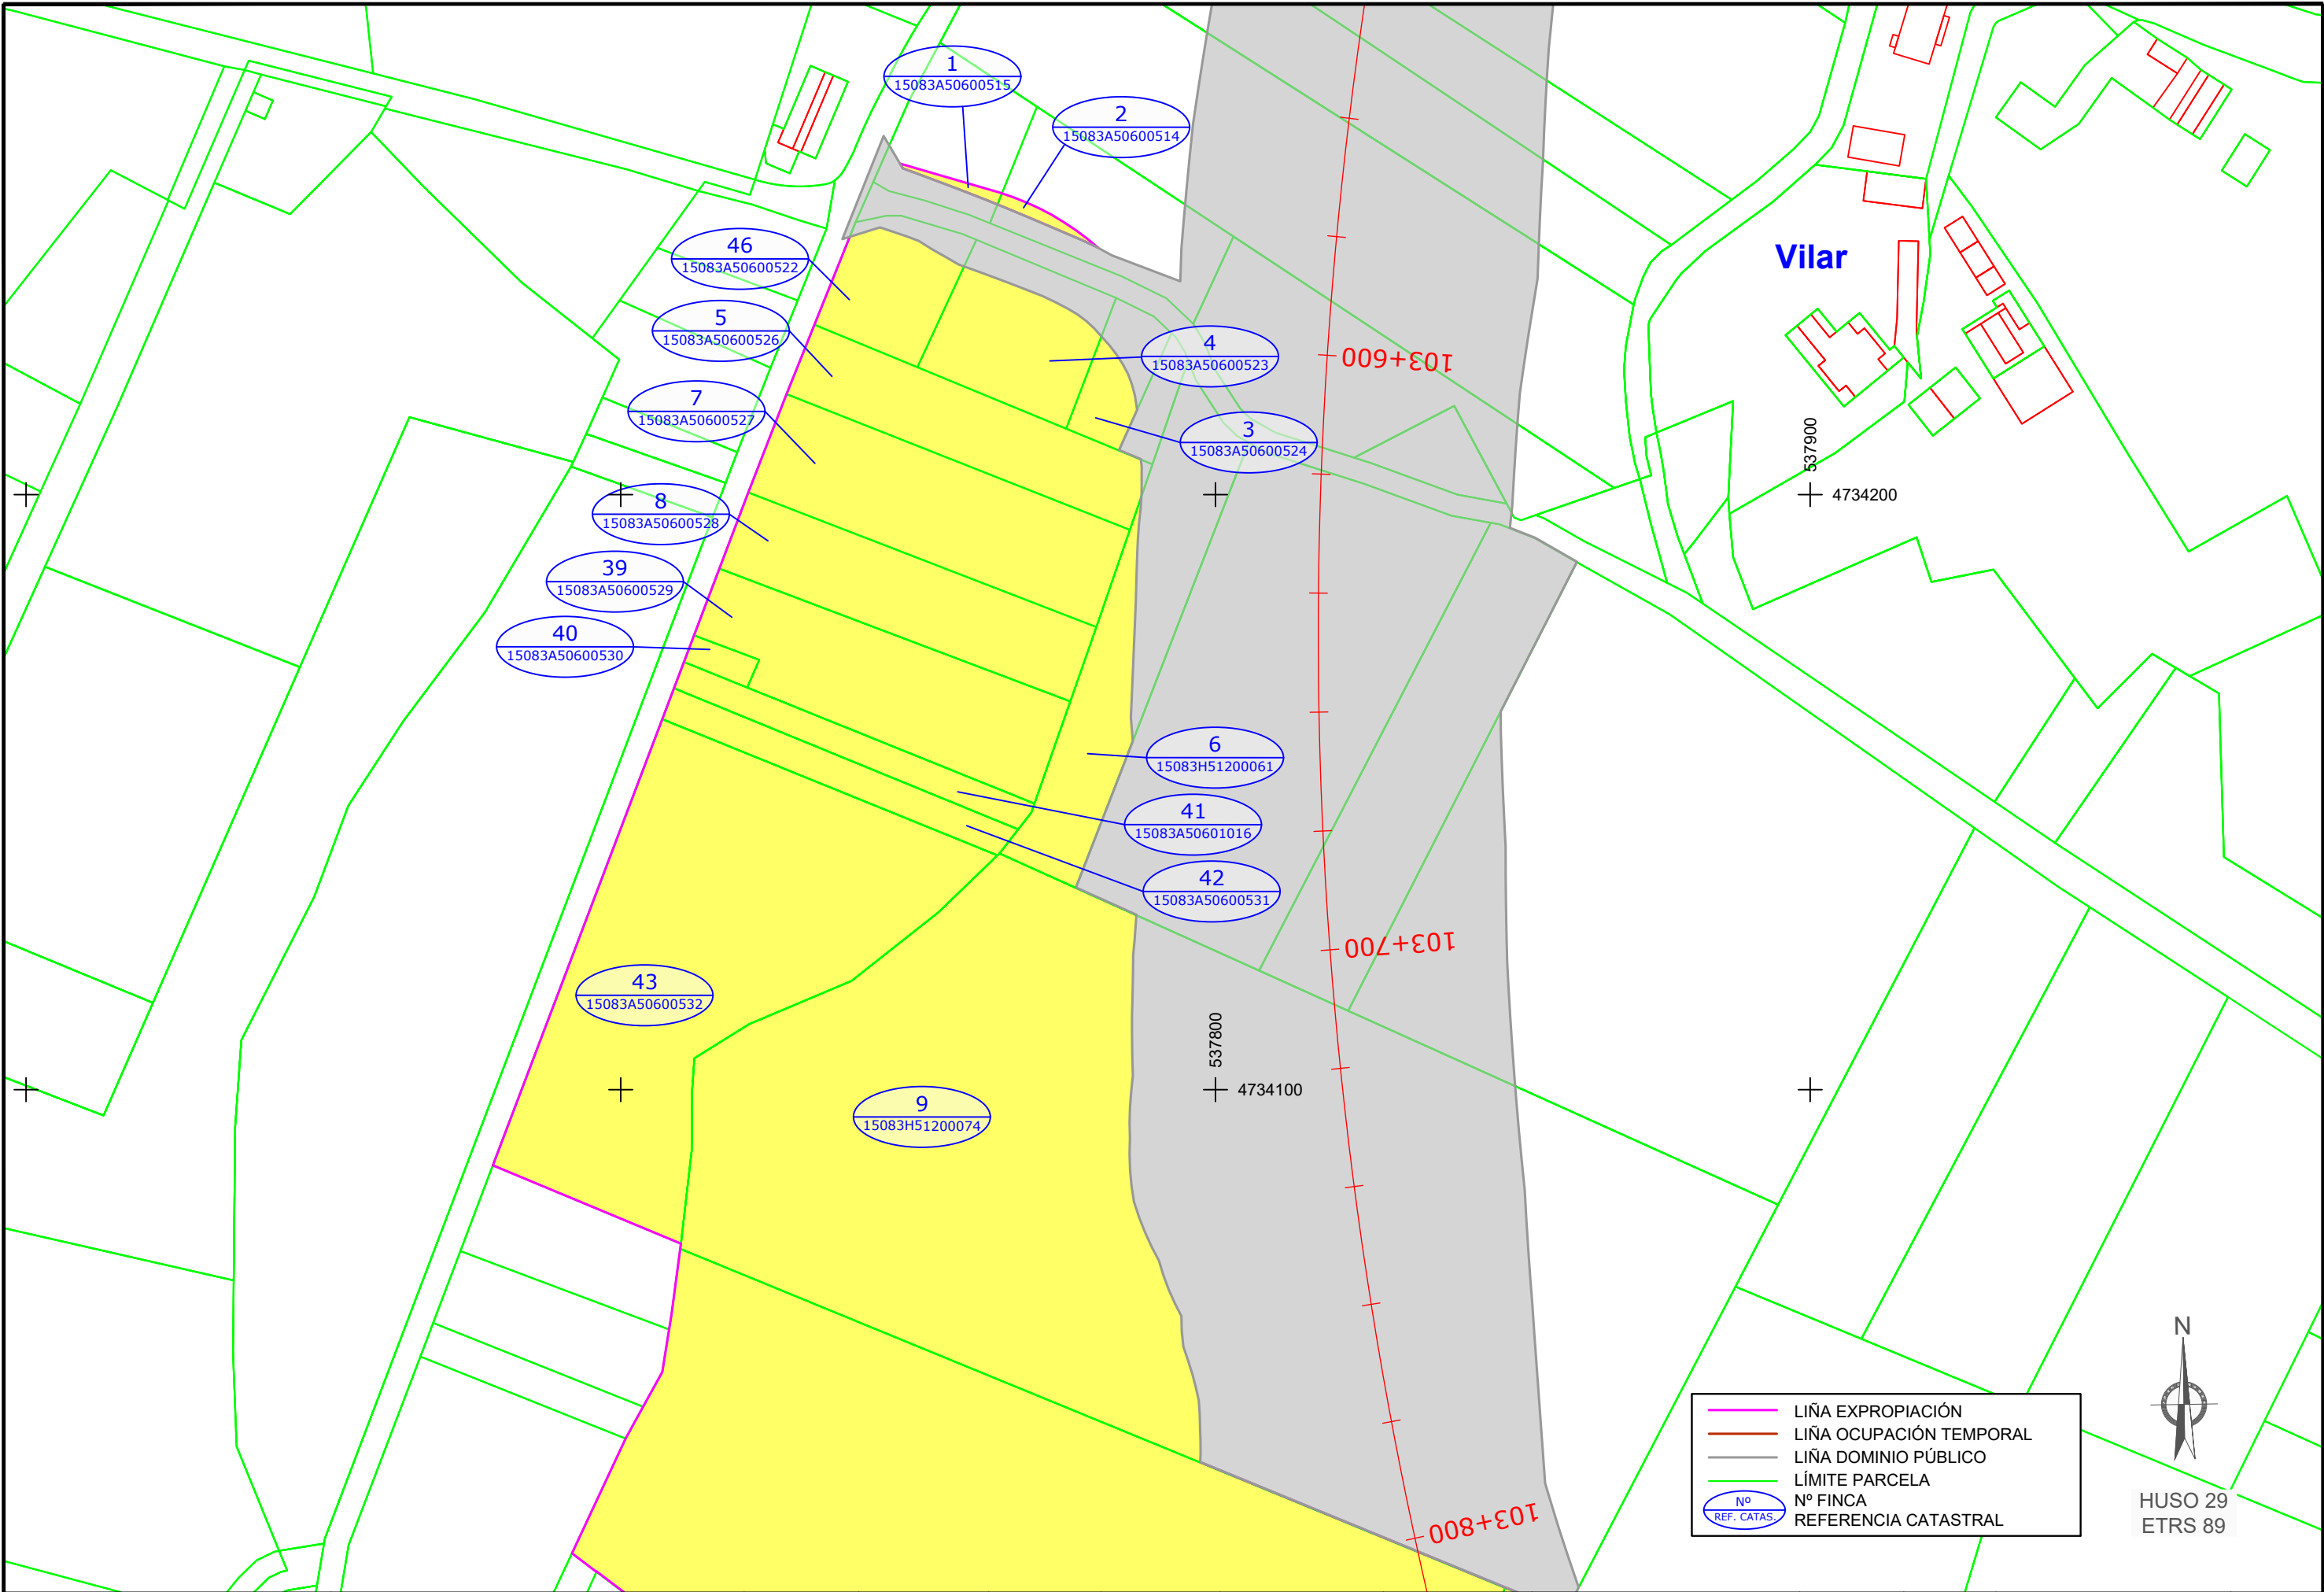 1
15083A50600515
2
15083A50600514
46
15083A50600522
Vilar
5
15083A50600526
4
15083A50600523
103+600
7
15083A50600527
3
15083A50600524
537900
4734200
8
15083A50600528
39
15083A50600529
40
15083A50600530
6
15083H51200061
41
15083A50601016
42
15083A50600531
103+700
43
15083A50600532
537800
4734100
9
15083H51200074
103+800
LIÑA EXPROPIACIÓN
LIÑA OCUPACIÓN TEMPORAL
LIÑA DOMINIO PÚBLICO
LÍMITE PARCELA
Nº
REF. CATAS.
Nº FINCA
REFERENCIA CATASTRAL
N
HUSO 29
ETRS 89